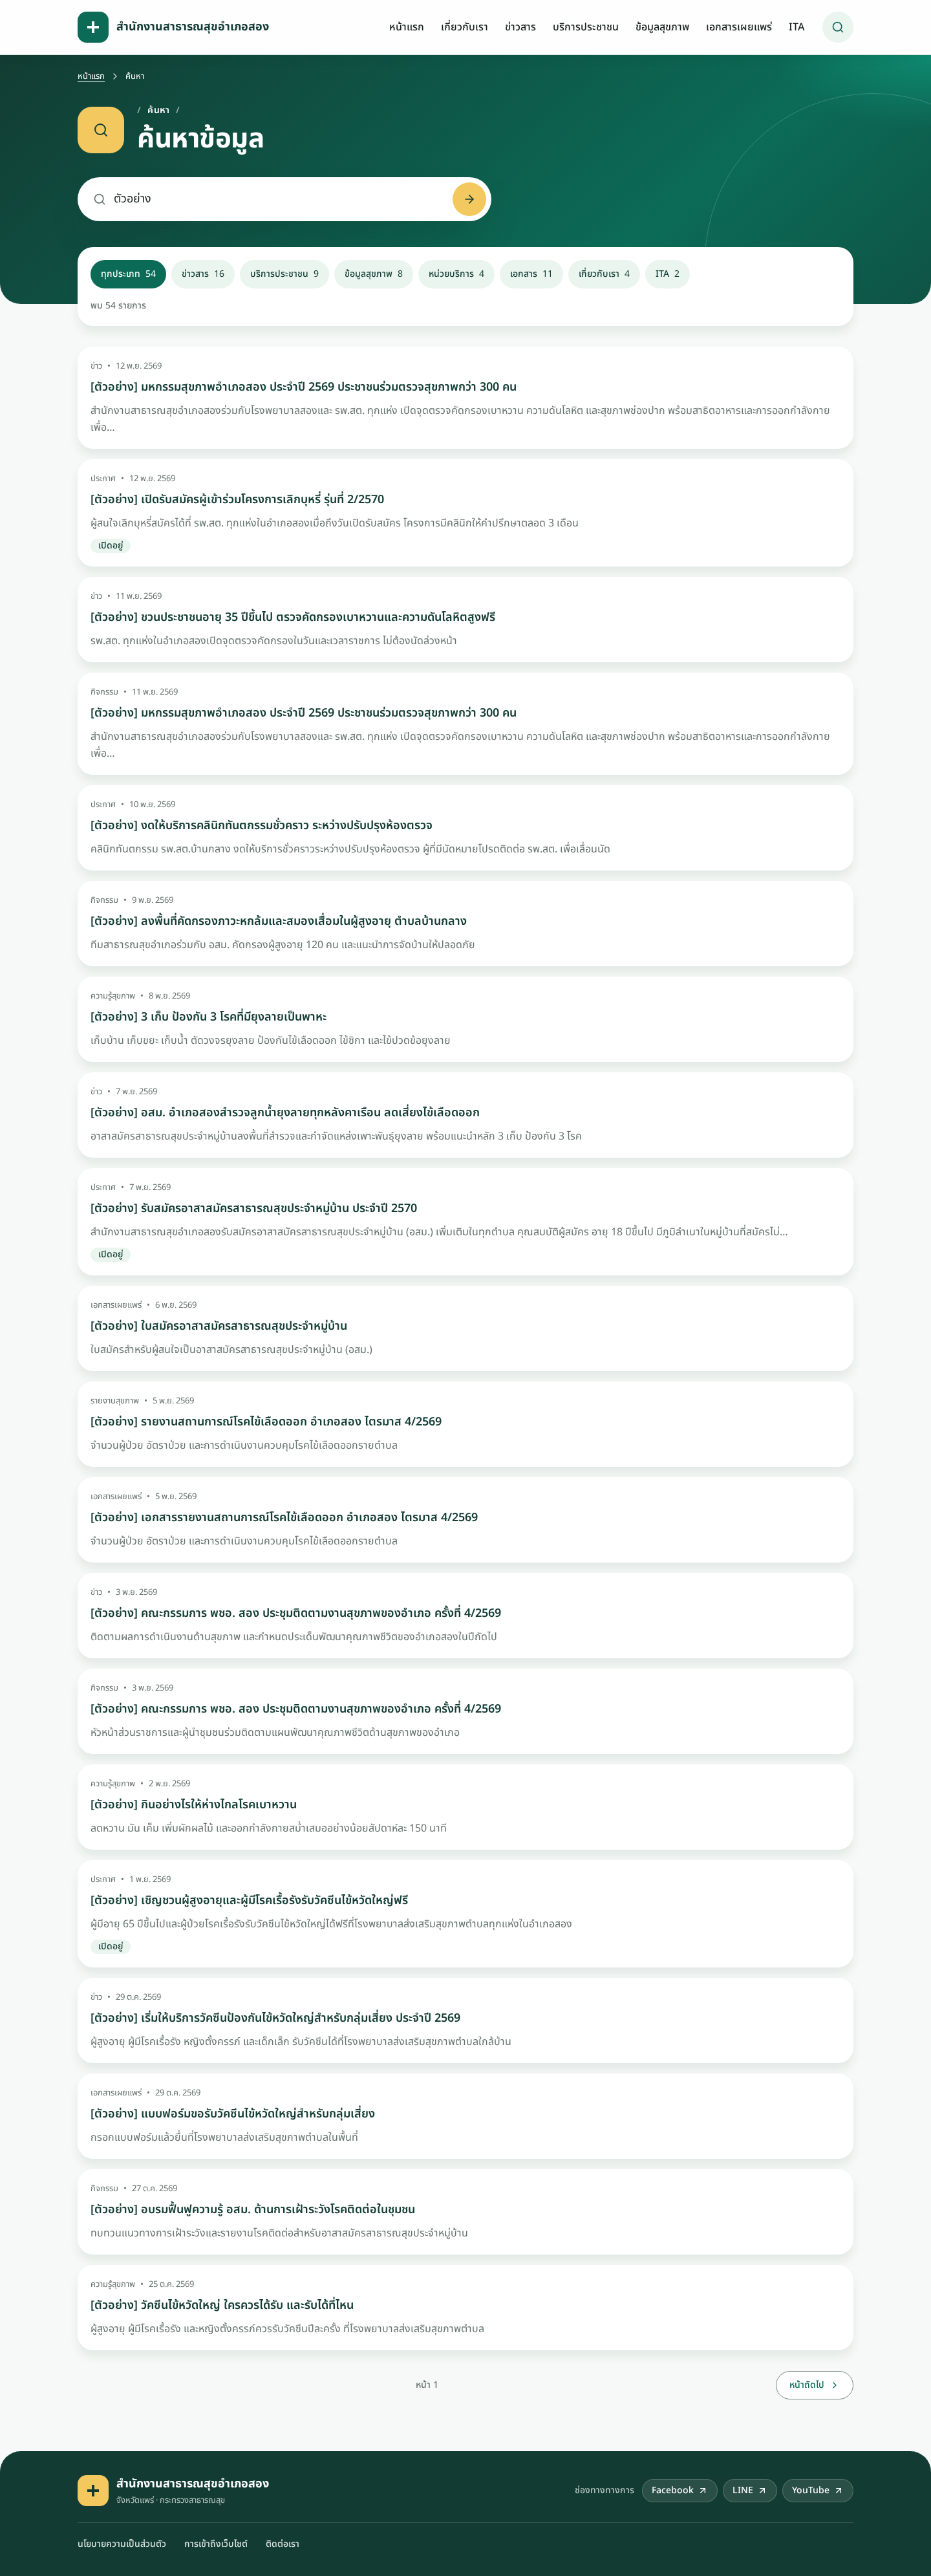 สำนักงานสาธารณสุขอำเภอสอง
หน้าแรก เกี่ยวกับเรา ข่าวสาร บริการประชาชน ข้อมูลสุขภาพ เอกสารเผยแพร่ ITA
หน้าแรก ค้นหา
/ ค้นหา /
ค้นหาข้อมูล
ตัวอย่าง
ทุกประเภท 54 ข่าวสาร 16 บริการประชาชน 9 ข้อมูลสุขภาพ 8 หน่วยบริการ 4 เอกสาร 11 เกี่ยวกับเรา 4 ITA 2
พบ 54 รายการ
ข่าว • 12 พ.ย. 2569
[ตัวอย่าง] มหกรรมสุขภาพอำเภอสอง ประจำปี 2569 ประชาชนร่วมตรวจสุขภาพกว่า 300 คน
สำนักงานสาธารณสุขอำเภอสองร่วมกับโรงพยาบาลสองและ รพ.สต. ทุกแห่ง เปิดจุดตรวจคัดกรองเบาหวาน ความดันโลหิต และสุขภาพช่องปาก พร้อมสาธิตอาหารและการออกกำลังกาย
เพื่อ...
ประกาศ • 12 พ.ย. 2569
[ตัวอย่าง] เปิดรับสมัครผู้เข้าร่วมโครงการเลิกบุหรี่ รุ่นที่ 2/2570
ผู้สนใจเลิกบุหรี่สมัครได้ที่ รพ.สต. ทุกแห่งในอำเภอสองเมื่อถึงวันเปิดรับสมัคร โครงการมีคลินิกให้คำปรึกษาตลอด 3 เดือน
เปิดอยู่
ข่าว • 11 พ.ย. 2569
[ตัวอย่าง] ชวนประชาชนอายุ 35 ปีขึ้นไป ตรวจคัดกรองเบาหวานและความดันโลหิตสูงฟรี
รพ.สต. ทุกแห่งในอำเภอสองเปิดจุดตรวจคัดกรองในวันและเวลาราชการ ไม่ต้องนัดล่วงหน้า
กิจกรรม • 11 พ.ย. 2569
[ตัวอย่าง] มหกรรมสุขภาพอำเภอสอง ประจำปี 2569 ประชาชนร่วมตรวจสุขภาพกว่า 300 คน
สำนักงานสาธารณสุขอำเภอสองร่วมกับโรงพยาบาลสองและ รพ.สต. ทุกแห่ง เปิดจุดตรวจคัดกรองเบาหวาน ความดันโลหิต และสุขภาพช่องปาก พร้อมสาธิตอาหารและการออกกำลังกาย
เพื่อ...
ประกาศ • 10 พ.ย. 2569
[ตัวอย่าง] งดให้บริการคลินิกทันตกรรมชั่วคราว ระหว่างปรับปรุงห้องตรวจ
คลินิกทันตกรรม รพ.สต.บ้านกลาง งดให้บริการชั่วคราวระหว่างปรับปรุงห้องตรวจ ผู้ที่มีนัดหมายโปรดติดต่อ รพ.สต. เพื่อเลื่อนนัด
กิจกรรม • 9 พ.ย. 2569
[ตัวอย่าง] ลงพื้นที่คัดกรองภาวะหกล้มและสมองเสื่อมในผู้สูงอายุ ตำบลบ้านกลาง
ทีมสาธารณสุขอำเภอร่วมกับ อสม. คัดกรองผู้สูงอายุ 120 คน และแนะนำการจัดบ้านให้ปลอดภัย
ความรู้สุขภาพ • 8 พ.ย. 2569
[ตัวอย่าง] 3 เก็บ ป้องกัน 3 โรคที่มียุงลายเป็นพาหะ
เก็บบ้าน เก็บขยะ เก็บน้ำ ตัดวงจรยุงลาย ป้องกันไข้เลือดออก ไข้ซิกา และไข้ปวดข้อยุงลาย
ข่าว • 7 พ.ย. 2569
[ตัวอย่าง] อสม. อำเภอสองสำรวจลูกน้ำยุงลายทุกหลังคาเรือน ลดเสี่ยงไข้เลือดออก
อาสาสมัครสาธารณสุขประจำหมู่บ้านลงพื้นที่สำรวจและกำจัดแหล่งเพาะพันธุ์ยุงลาย พร้อมแนะนำหลัก 3 เก็บ ป้องกัน 3 โรค
ประกาศ • 7 พ.ย. 2569
[ตัวอย่าง] รับสมัครอาสาสมัครสาธารณสุขประจำหมู่บ้าน ประจำปี 2570
สำนักงานสาธารณสุขอำเภอสองรับสมัครอาสาสมัครสาธารณสุขประจำหมู่บ้าน (อสม.) เพิ่มเติมในทุกตำบล คุณสมบัติผู้สมัคร อายุ 18 ปีขึ้นไป มีภูมิลำเนาในหมู่บ้านที่สมัครไม่...
เปิดอยู่
เอกสารเผยแพร่ • 6 พ.ย. 2569
[ตัวอย่าง] ใบสมัครอาสาสมัครสาธารณสุขประจำหมู่บ้าน
ใบสมัครสำหรับผู้สนใจเป็นอาสาสมัครสาธารณสุขประจำหมู่บ้าน (อสม.)
รายงานสุขภาพ • 5 พ.ย. 2569
[ตัวอย่าง] รายงานสถานการณ์โรคไข้เลือดออก อำเภอสอง ไตรมาส 4/2569
จำนวนผู้ป่วย อัตราป่วย และการดำเนินงานควบคุมโรคไข้เลือดออกรายตำบล
เอกสารเผยแพร่ • 5 พ.ย. 2569
[ตัวอย่าง] เอกสารรายงานสถานการณ์โรคไข้เลือดออก อำเภอสอง ไตรมาส 4/2569
จำนวนผู้ป่วย อัตราป่วย และการดำเนินงานควบคุมโรคไข้เลือดออกรายตำบล
ข่าว • 3 พ.ย. 2569
[ตัวอย่าง] คณะกรรมการ พชอ. สอง ประชุมติดตามงานสุขภาพของอำเภอ ครั้งที่ 4/2569
ติดตามผลการดำเนินงานด้านสุขภาพ และกำหนดประเด็นพัฒนาคุณภาพชีวิตของอำเภอสองในปีถัดไป
กิจกรรม • 3 พ.ย. 2569
[ตัวอย่าง] คณะกรรมการ พชอ. สอง ประชุมติดตามงานสุขภาพของอำเภอ ครั้งที่ 4/2569
หัวหน้าส่วนราชการและผู้นำชุมชนร่วมติดตามแผนพัฒนาคุณภาพชีวิตด้านสุขภาพของอำเภอ
ความรู้สุขภาพ • 2 พ.ย. 2569
[ตัวอย่าง] กินอย่างไรให้ห่างไกลโรคเบาหวาน
ลดหวาน มัน เค็ม เพิ่มผักผลไม้ และออกกำลังกายสม่ำเสมออย่างน้อยสัปดาห์ละ 150 นาที
ประกาศ • 1 พ.ย. 2569
[ตัวอย่าง] เชิญชวนผู้สูงอายุและผู้มีโรคเรื้อรังรับวัคซีนไข้หวัดใหญ่ฟรี
ผู้มีอายุ 65 ปีขึ้นไปและผู้ป่วยโรคเรื้อรังรับวัคซีนไข้หวัดใหญ่ได้ฟรีที่โรงพยาบาลส่งเสริมสุขภาพตำบลทุกแห่งในอำเภอสอง
เปิดอยู่
ข่าว • 29 ต.ค. 2569
[ตัวอย่าง] เริ่มให้บริการวัคซีนป้องกันไข้หวัดใหญ่สำหรับกลุ่มเสี่ยง ประจำปี 2569
ผู้สูงอายุ ผู้มีโรคเรื้อรัง หญิงตั้งครรภ์ และเด็กเล็ก รับวัคซีนได้ที่โรงพยาบาลส่งเสริมสุขภาพตำบลใกล้บ้าน
เอกสารเผยแพร่ • 29 ต.ค. 2569
[ตัวอย่าง] แบบฟอร์มขอรับวัคซีนไข้หวัดใหญ่สำหรับกลุ่มเสี่ยง
กรอกแบบฟอร์มแล้วยื่นที่โรงพยาบาลส่งเสริมสุขภาพตำบลในพื้นที่
กิจกรรม • 27 ต.ค. 2569
[ตัวอย่าง] อบรมฟื้นฟูความรู้ อสม. ด้านการเฝ้าระวังโรคติดต่อในชุมชน
ทบทวนแนวทางการเฝ้าระวังและรายงานโรคติดต่อสำหรับอาสาสมัครสาธารณสุขประจำหมู่บ้าน
ความรู้สุขภาพ • 25 ต.ค. 2569
[ตัวอย่าง] วัคซีนไข้หวัดใหญ่ ใครควรได้รับ และรับได้ที่ไหน
ผู้สูงอายุ ผู้มีโรคเรื้อรัง และหญิงตั้งครรภ์ควรรับวัคซีนปีละครั้ง ที่โรงพยาบาลส่งเสริมสุขภาพตำบล
หน้า 1
หน้าถัดไป
สำนักงานสาธารณสุขอำเภอสอง
จังหวัดแพร่ · กระทรวงสาธารณสุข
ช่องทางทางการ Facebook LINE YouTube
นโยบายความเป็นส่วนตัว การเข้าถึงเว็บไซต์ ติดต่อเรา